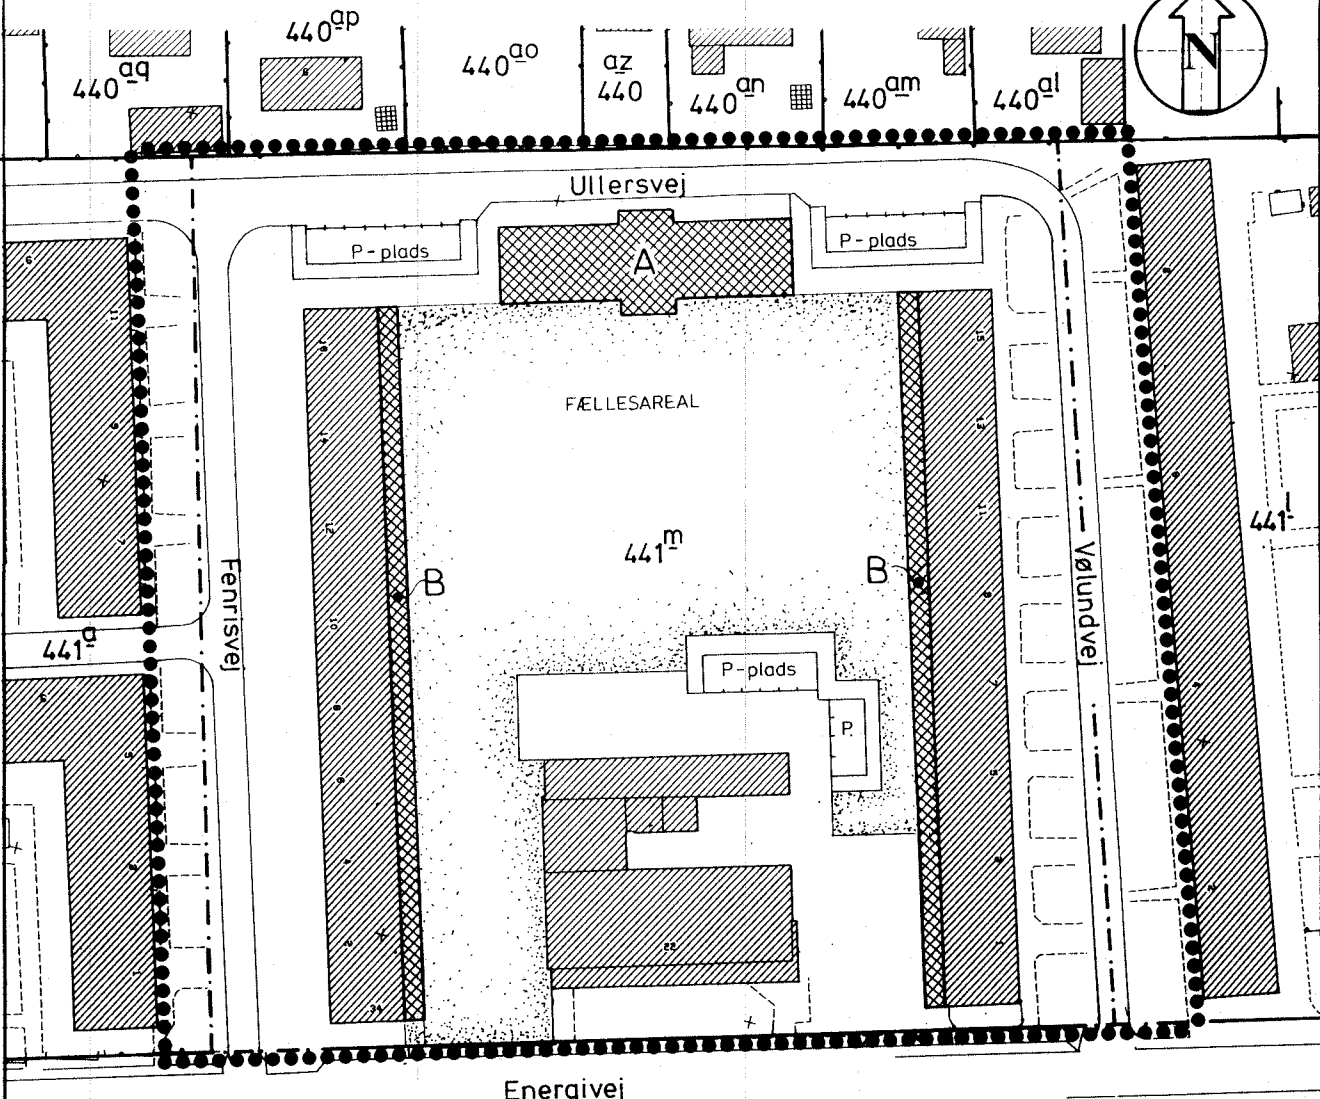 440 ap
440 ao
az
440
440 aq
440 an
440 am
440 al
N
Ullersvej
P-plads
A
P-plads
FÆLLESAREAL
441 m
441 l
B
B
Fenrisvej
Vølundvej
441 a
P-plads
P
22
Energivej